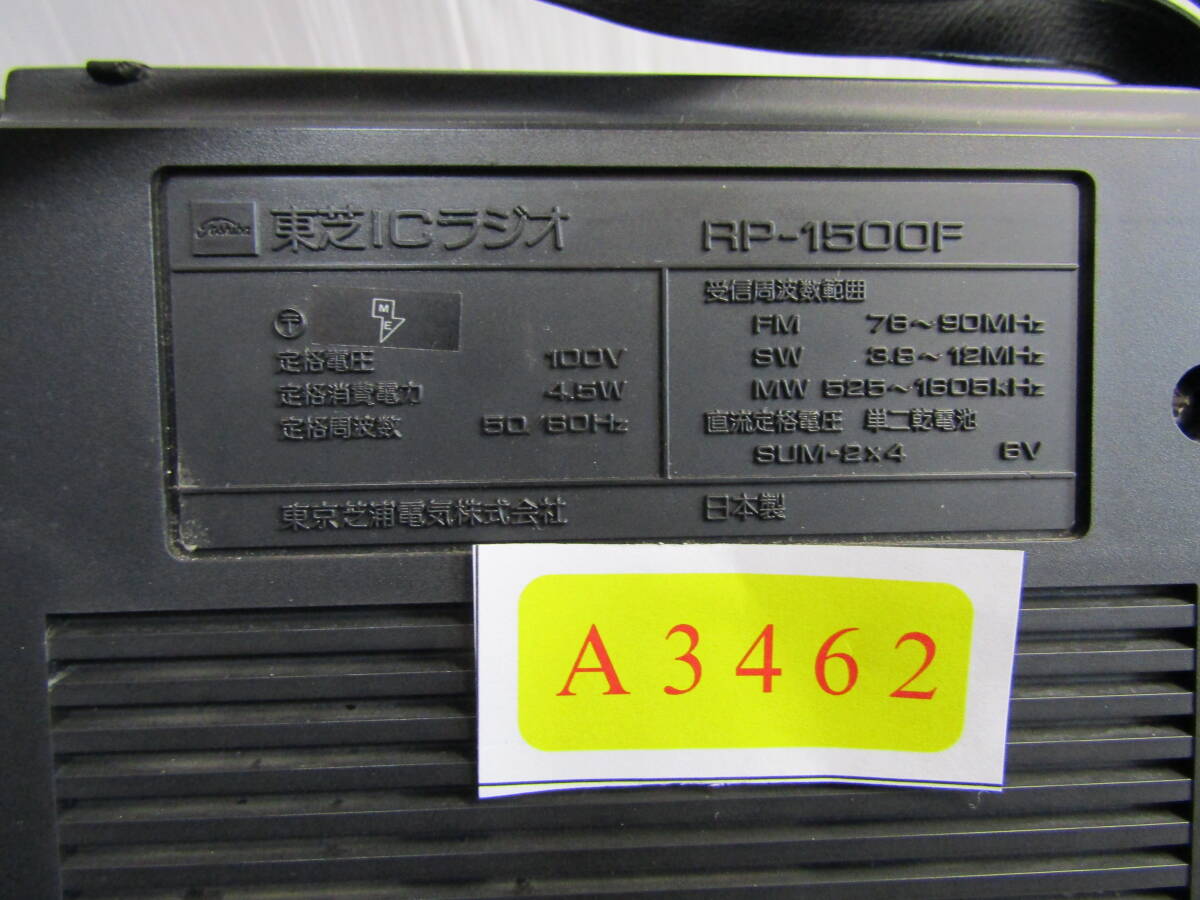 Toshiba 東芝ICラジオ RP-1500F
〒 M E
定格電圧 100V
定格消費電力 4.5W
定格周波数 50/60Hz
受信周波数範囲
FM 76~90MHz
SW 3.8~12MHz
MW 525~1605kHz
直流定格電圧 単二乾電池
SUM-2x4 6V
東京芝浦電気株式会社 日本製
A3462